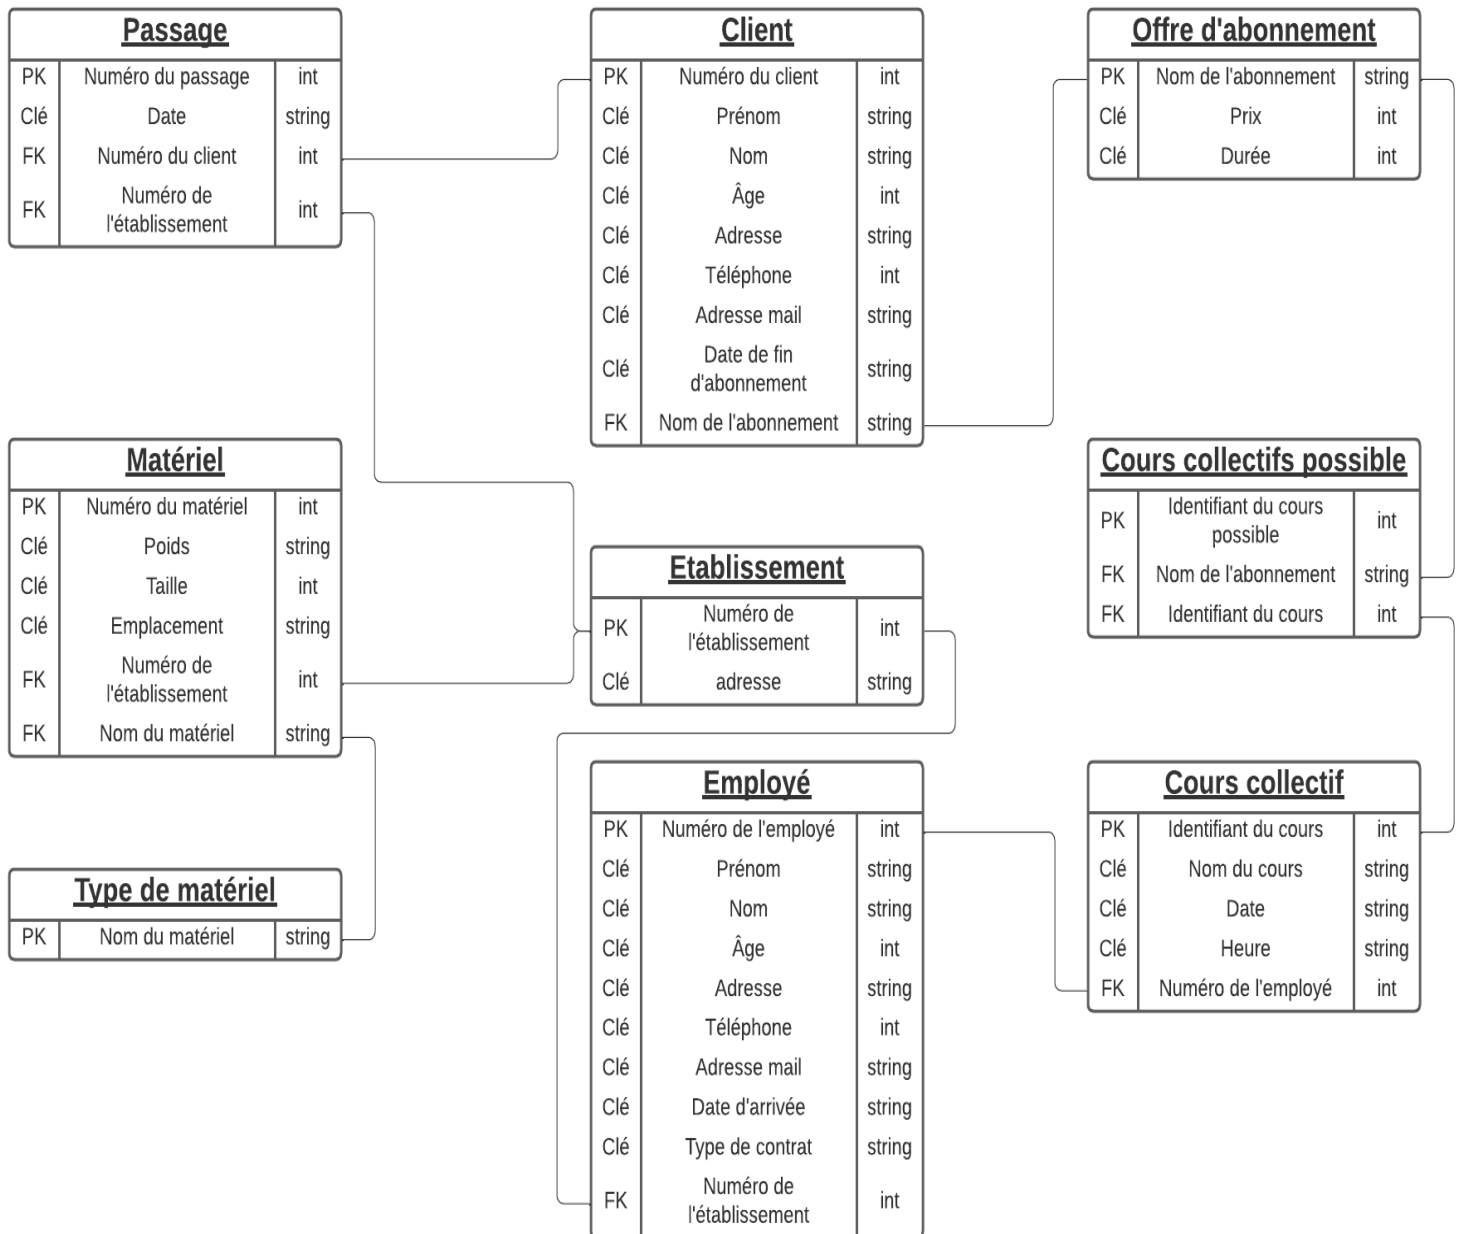 Passage
PK Numéro du passage int
Clé Date string
FK Numéro du client int
FK Numéro de
l'établissement int
Client
PK Numéro du client int
Clé Prénom string
Clé Nom string
Clé Âge int
Clé Adresse string
Clé Téléphone int
Clé Adresse mail string
Clé Date de fin
d'abonnement string
FK Nom de l'abonnement string
Offre d'abonnement
PK Nom de l'abonnement string
Clé Prix int
Clé Durée int
Matériel
PK Numéro du matériel int
Clé Poids string
Clé Taille int
Clé Emplacement string
FK Numéro de
l'établissement int
FK Nom du matériel string
Etablissement
PK Numéro de
l'établissement int
Clé adresse string
Cours collectifs possible
PK Identifiant du cours
possible int
FK Nom de l'abonnement string
FK Identifiant du cours int
Type de matériel
PK Nom du matériel string
Employé
PK Numéro de l'employé int
Clé Prénom string
Clé Nom string
Clé Âge int
Clé Adresse string
Clé Téléphone int
Clé Adresse mail string
Clé Date d'arrivée string
Clé Type de contrat string
FK Numéro de
l'établissement int
Cours collectif
PK Identifiant du cours int
Clé Nom du cours string
Clé Date string
Clé Heure string
FK Numéro de l'employé int